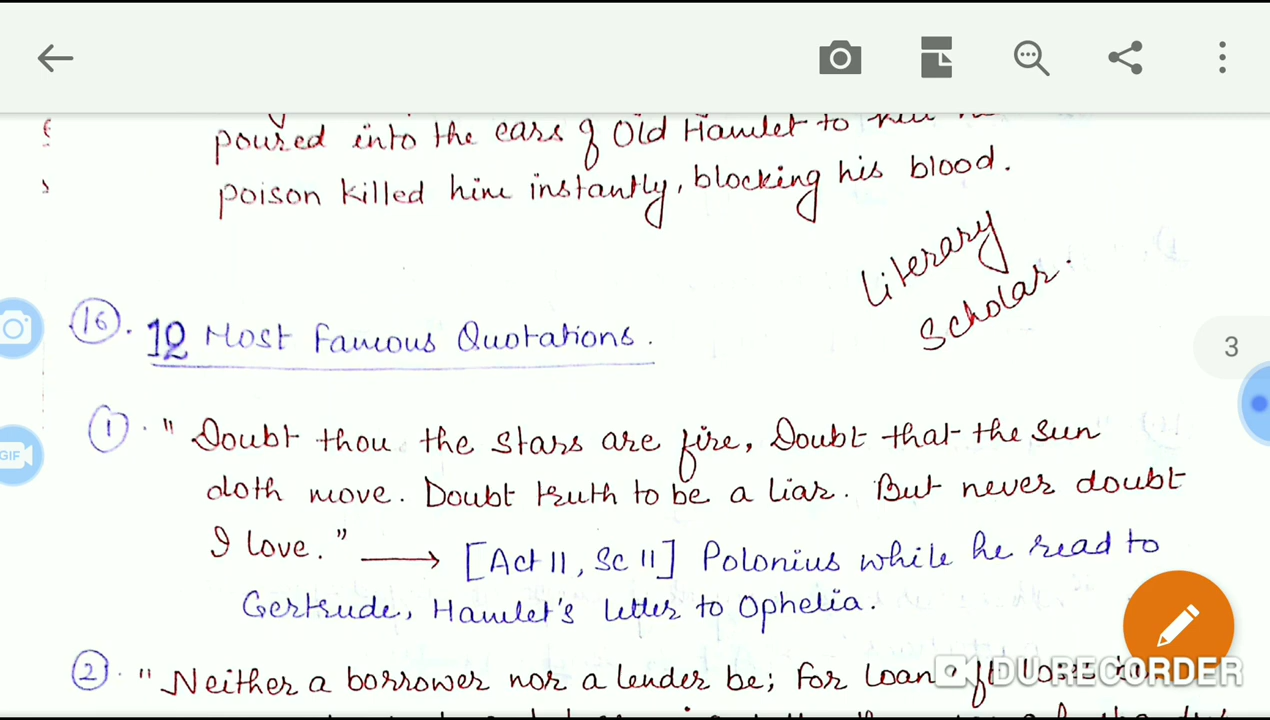 poured into the ears of Old Hamlet to
poison killed him instantly, blocking his blood.
Literary
Scholar.
16. 12 Most Famous Quotations.
3
1. "Doubt thou the stars are fire, Doubt that the Sun
doth move. Doubt truth to be a liar. But never doubt
I love." → [Act II, Sc II] Polonius while he read to
GIF
Gertrude, Hamlet's letter to Ophelia.
2. "Neither a borrower nor a lender be; For loan
DU RECORDER